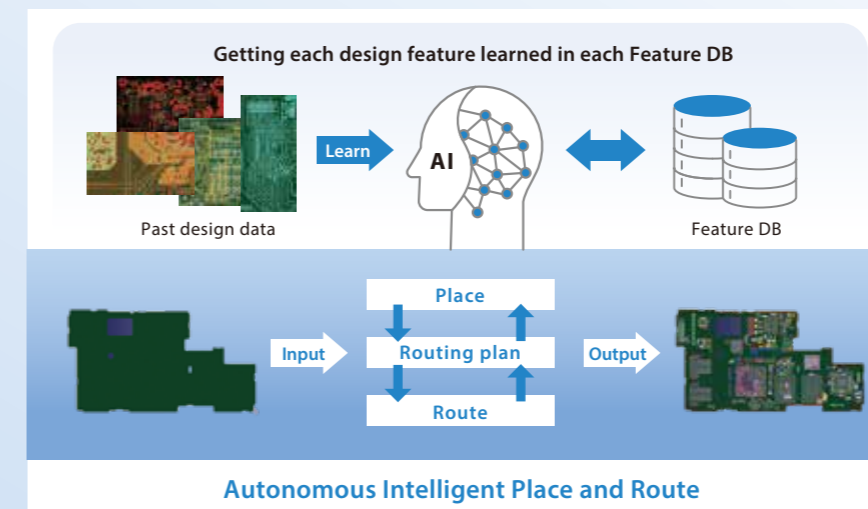 Getting each design feature learned in each Feature DB
Learn
AI
Past design data
Feature DB
Place
Input
Routing plan
Output
Route
Autonomous Intelligent Place and Route